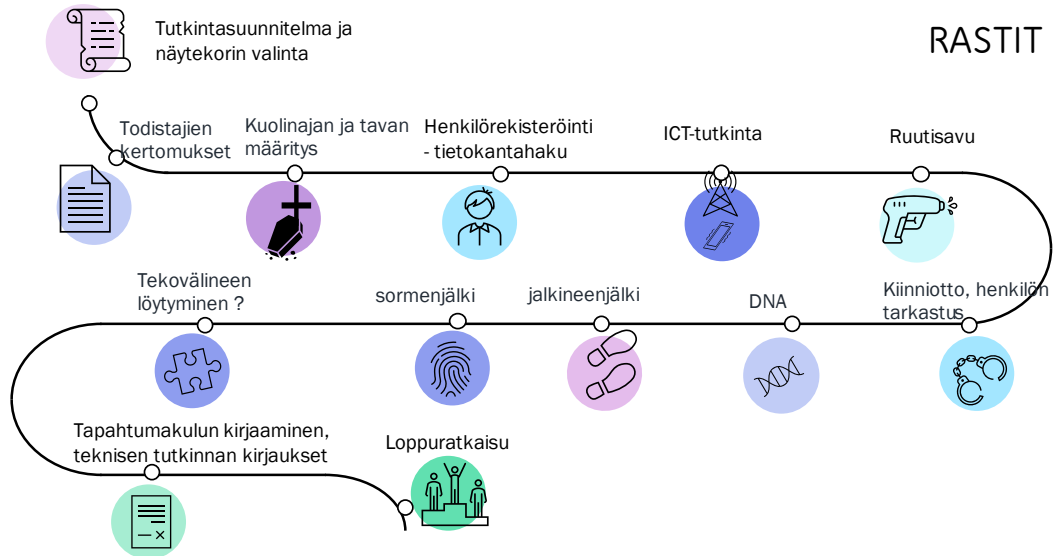 Tutkintasuunnitelma ja
näytekorin valinta
RASTIT
Todistajien
kertomukset
Kuolinajan ja tavan
määritys
Henkilörekisteröinti
- tietokantahaku
ICT-tutkinta
Ruutisavu
Kiinniotto, henkilön
tarkastus
DNA
jalkineenjälki
sormenjälki
Tekovälineen
löytyminen ?
Tapahtumakulun kirjaaminen,
teknisen tutkinnan kirjaukset
Loppuratkaisu